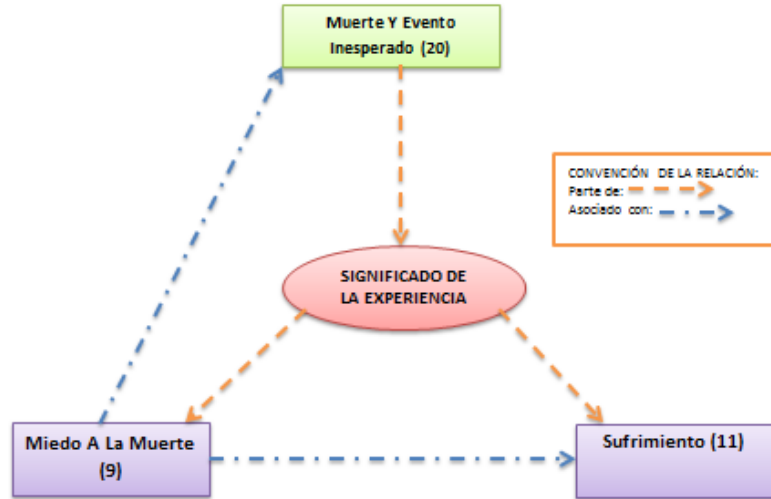 Muerte Y Evento
Inesperado (20)
CONVENCIÓN DE LA RELACIÓN:
Parte de:
Asociado con:
SIGNIFICADO DE
LA EXPERIENCIA
Miedo A La Muerte
(9)
Sufrimiento (11)